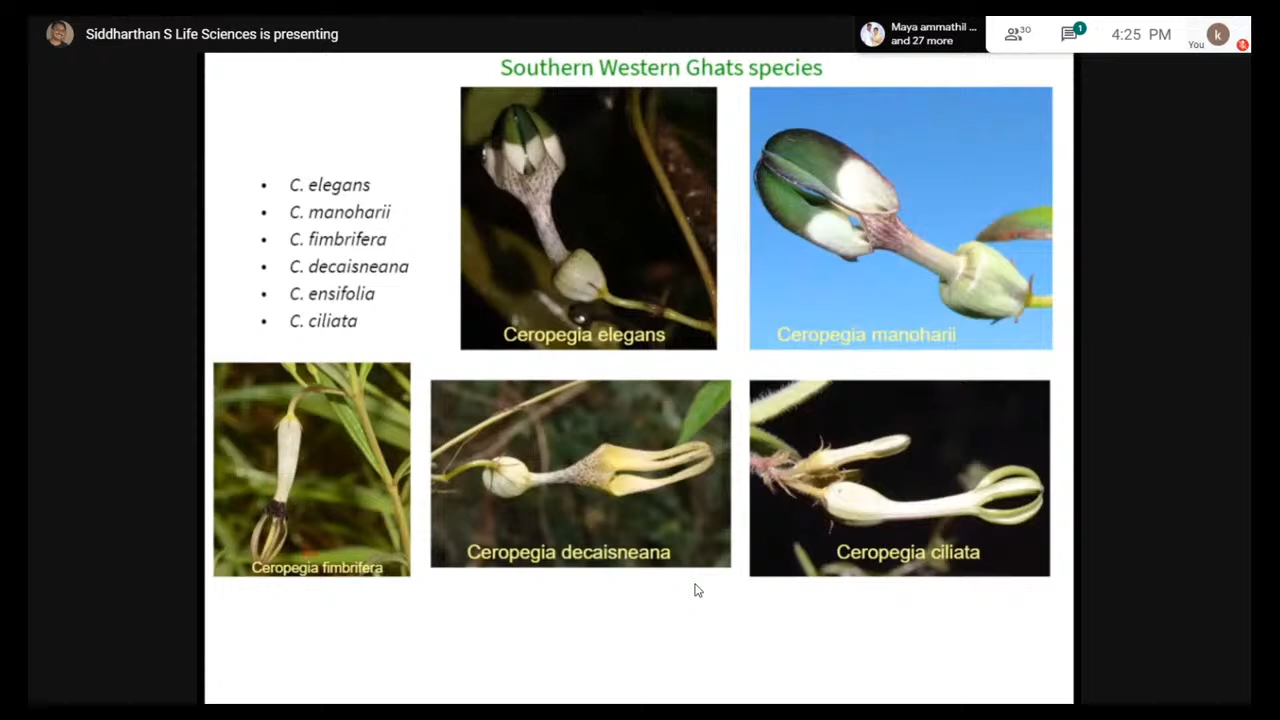 Siddharthan S Life Sciences is presenting
Maya ammathil ...
and 27 more
30
1
4:25 PM
You
k
Southern Western Ghats species
• C. elegans
• C. manoharii
• C. fimbrifera
• C. decaisneana
• C. ensifolia
• C. ciliata
Ceropegia elegans
Ceropegia manoharii
Ceropegia fimbrifera
Ceropegia decaisneana
Ceropegia ciliata